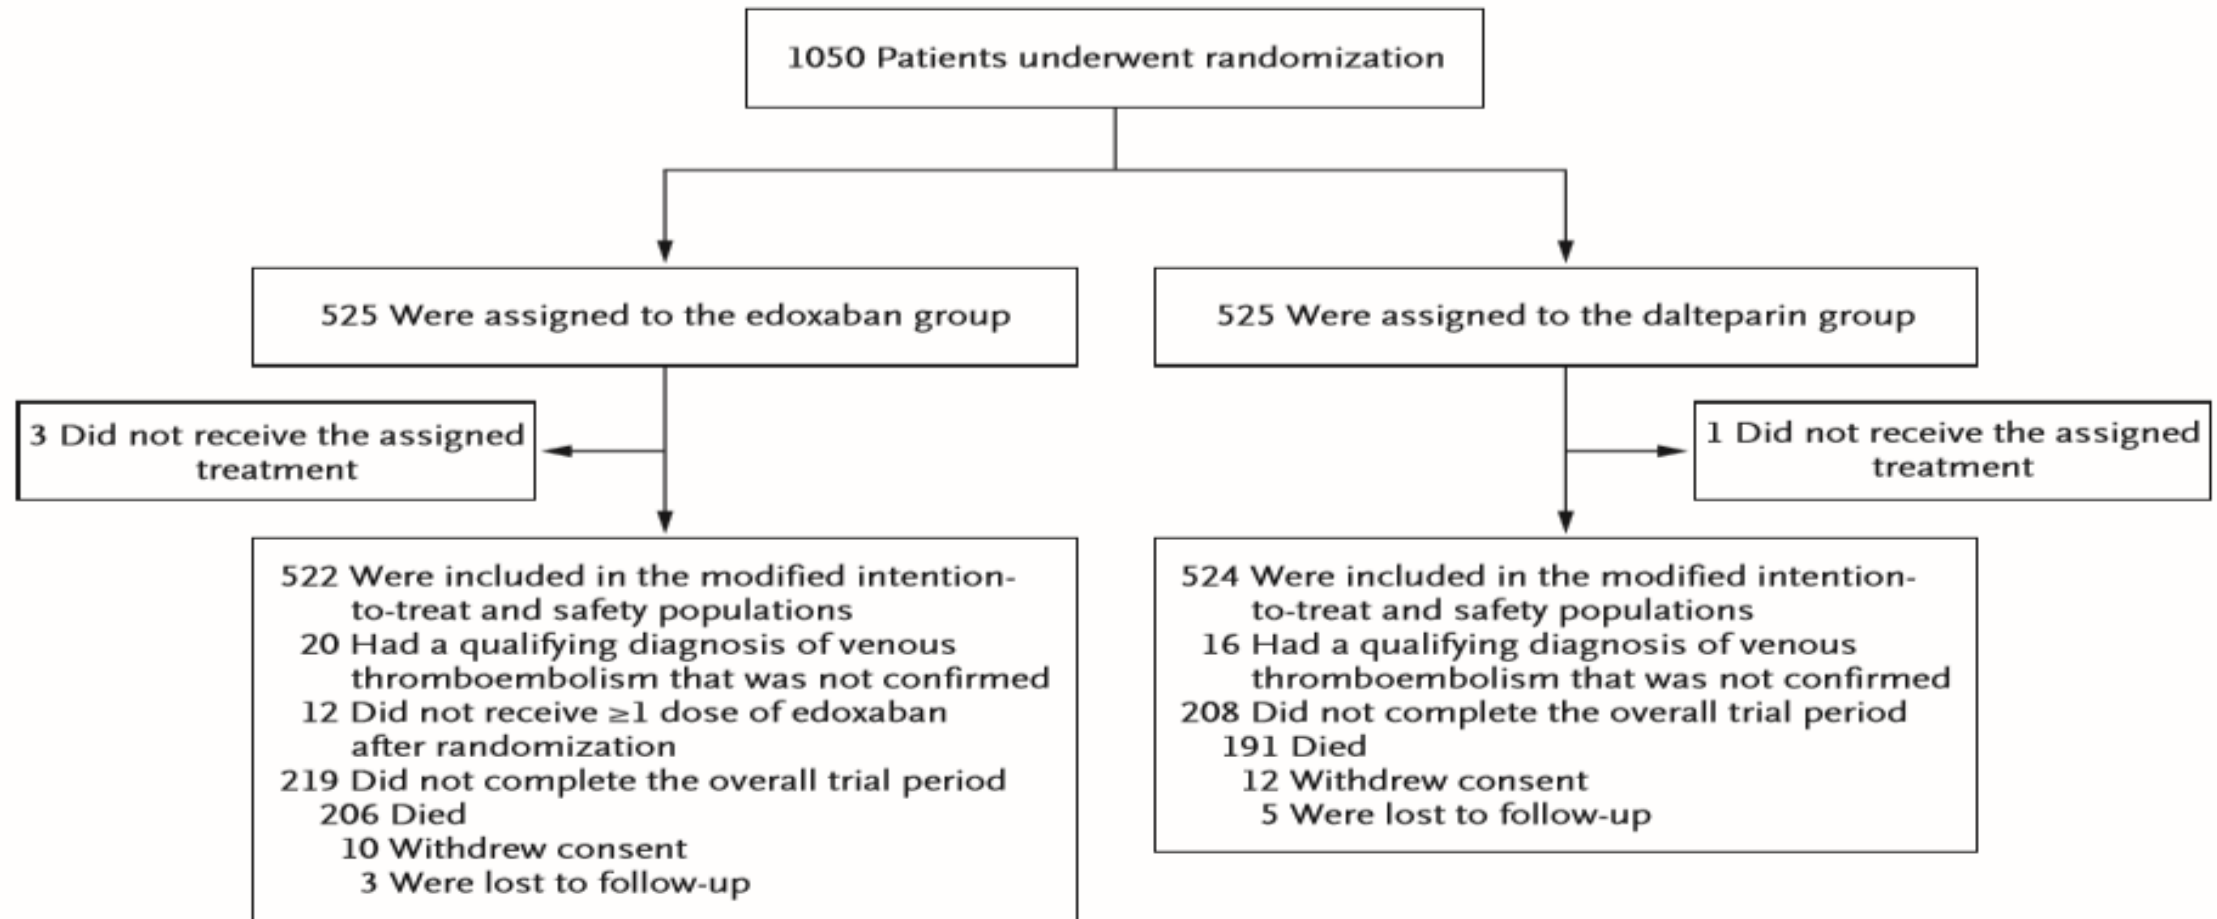 1050 Patients underwent randomization
525 Were assigned to the edoxaban group
525 Were assigned to the dalteparin group
3 Did not receive the assigned
treatment
1 Did not receive the assigned
treatment
522 Were included in the modified intention-
to-treat and safety populations
20 Had a qualifying diagnosis of venous
thromboembolism that was not confirmed
12 Did not receive ≥1 dose of edoxaban
after randomization
219 Did not complete the overall trial period
206 Died
10 Withdrew consent
3 Were lost to follow-up
524 Were included in the modified intention-
to-treat and safety populations
16 Had a qualifying diagnosis of venous
thromboembolism that was not confirmed
208 Did not complete the overall trial period
191 Died
12 Withdrew consent
5 Were lost to follow-up